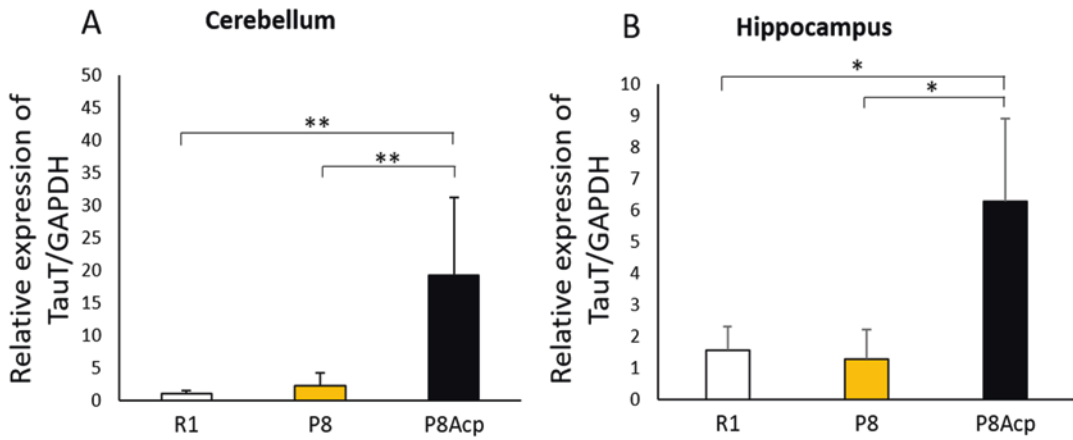 A
Cerebellum
Relative expression of
TauT/GAPDH
50
45
40
35
30
25
20
15
10
5
0
**
**
R1
P8
P8Acp
B
Hippocampus
Relative expression of
TauT/GAPDH
10
9
8
7
6
5
4
3
2
1
0
*
*
R1
P8
P8Acp